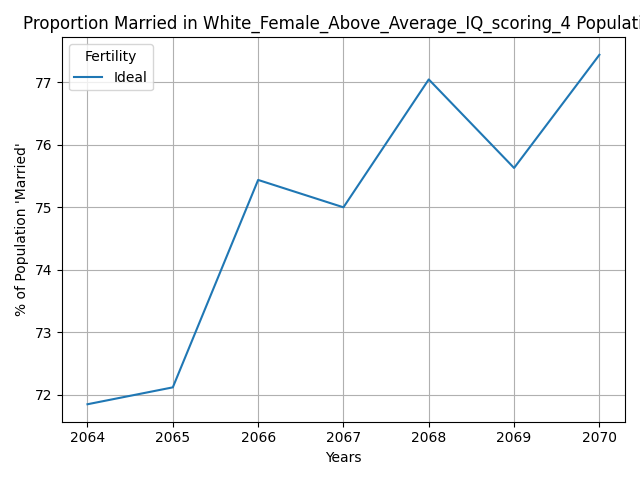 Proportion Married in White_Female_Above_Average_IQ_scoring_4 Populati
Fertility
Ideal
% of Population 'Married'
77
76
75
74
73
72
2064 2065 2066 2067 2068 2069 2070
Years